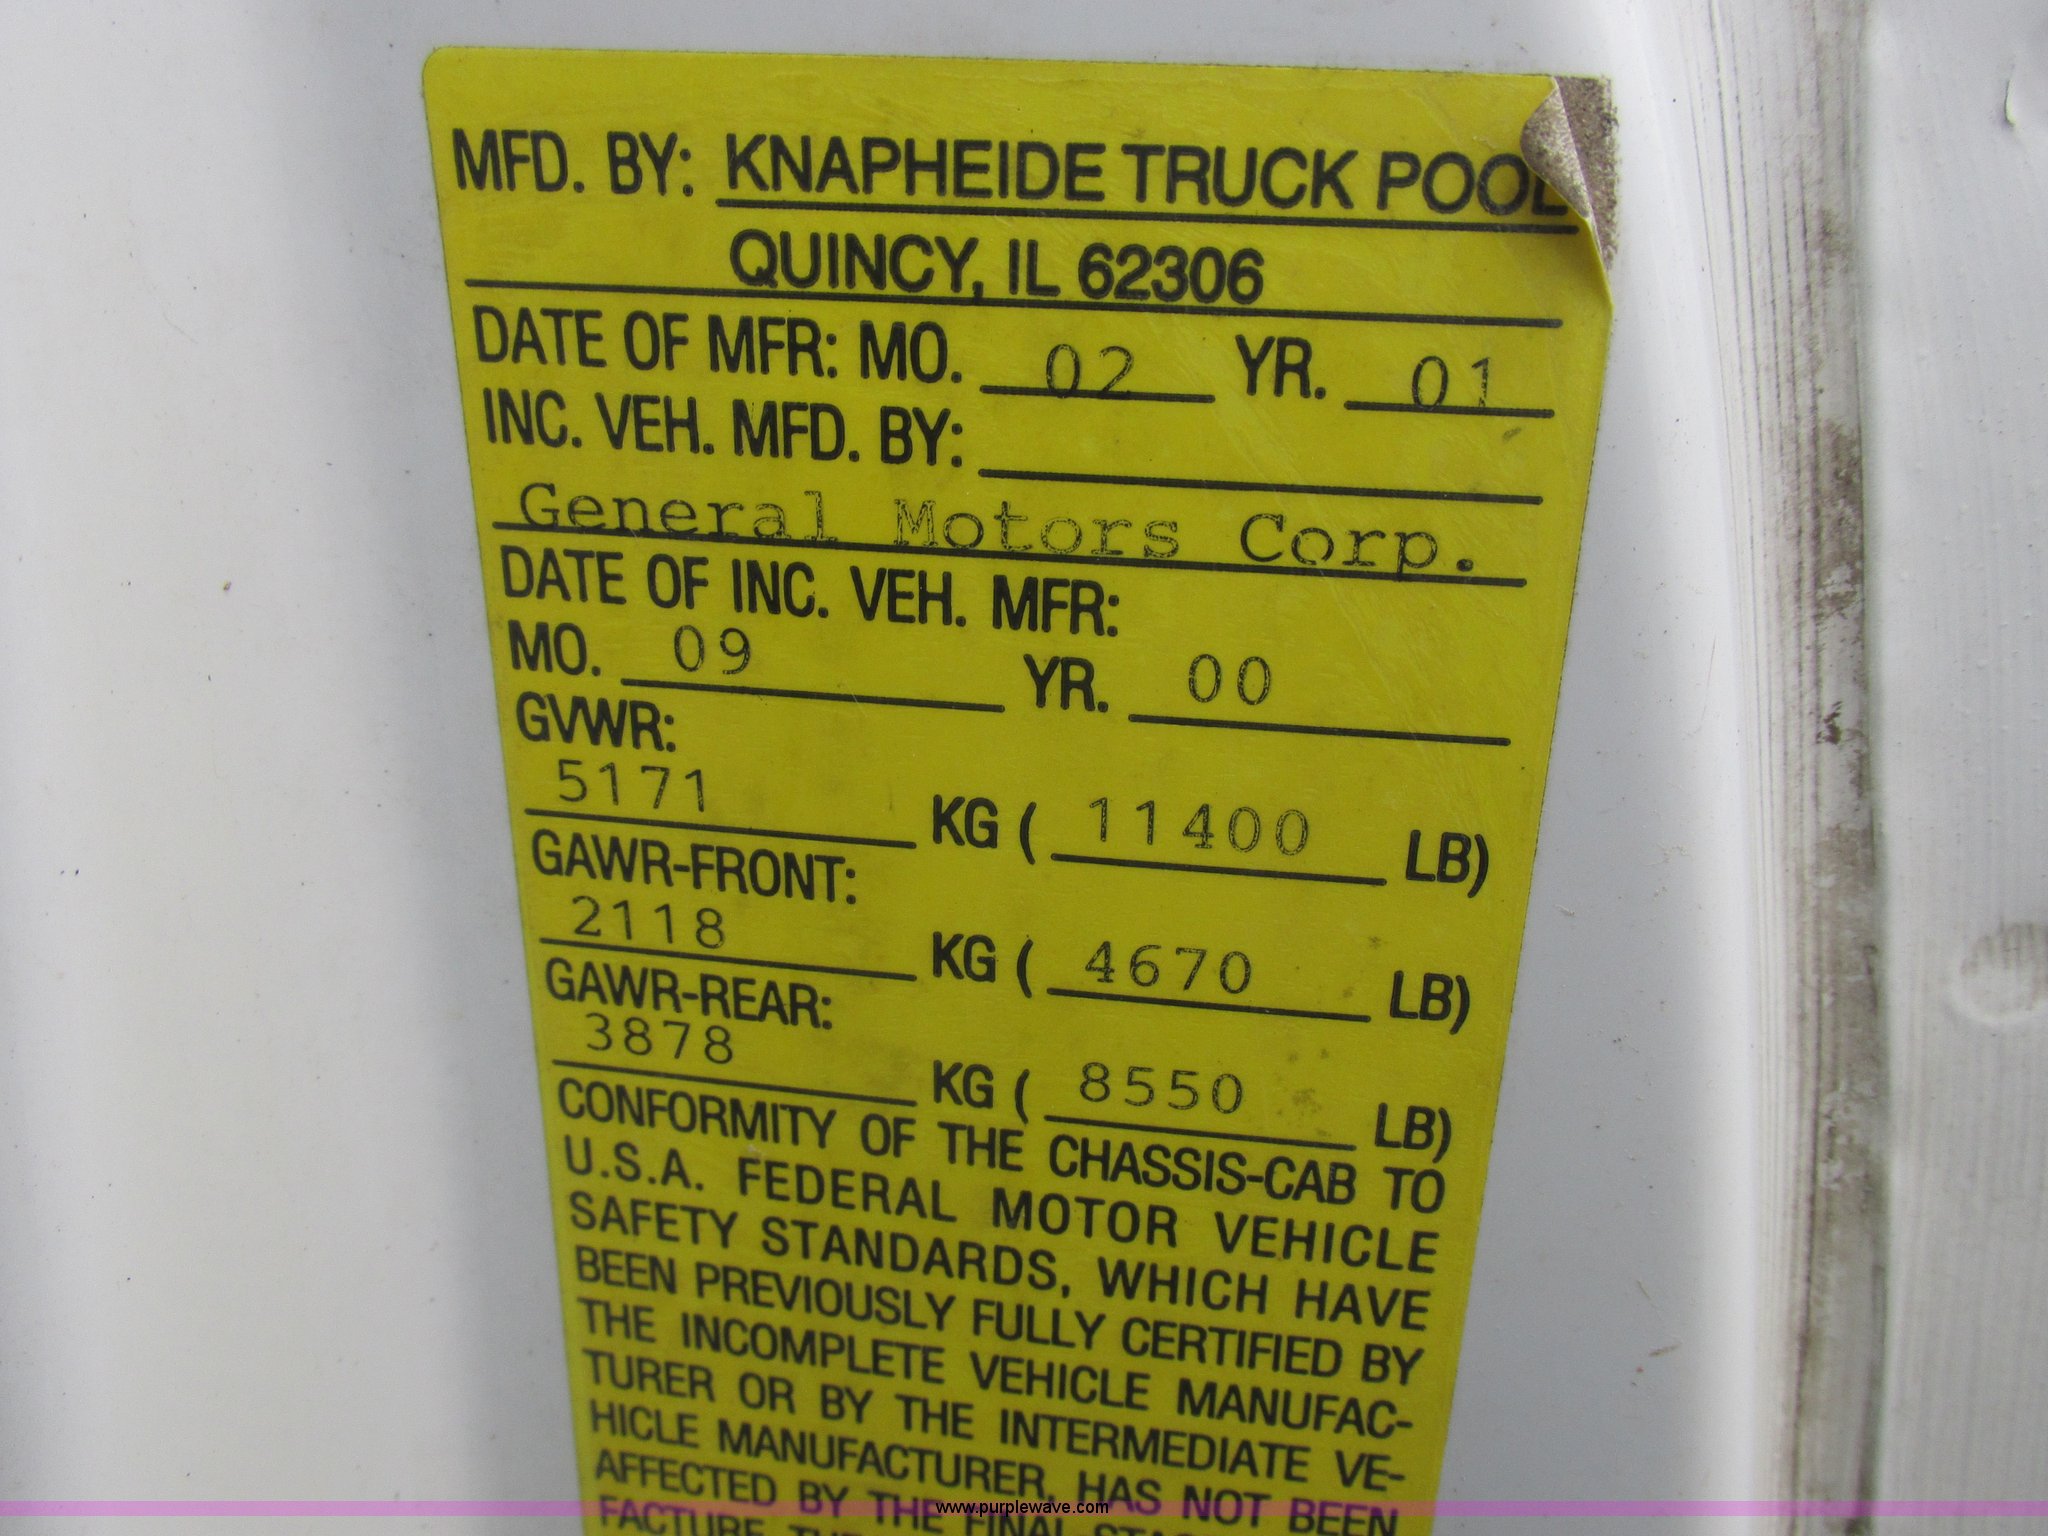 MFD. BY: KNAPHEIDE TRUCK POOL
QUINCY, IL 62306
DATE OF MFR: MO. 02 YR. 01
INC. VEH. MFD. BY:
General Motors Corp.
DATE OF INC. VEH. MFR:
MO. 09 YR. 00
GVWR:
5171 KG ( 11400 LB)
GAWR-FRONT:
2118 KG ( 4670 LB)
GAWR-REAR:
3878 KG ( 8550 LB)
CONFORMITY OF THE CHASSIS-CAB TO
U.S.A. FEDERAL MOTOR VEHICLE
SAFETY STANDARDS, WHICH HAVE
BEEN PREVIOUSLY FULLY CERTIFIED BY
THE INCOMPLETE VEHICLE MANUFAC-
TURER OR BY THE INTERMEDIATE VE-
HICLE MANUFACTURER, HAS NOT BEEN
AFFECTED BY THE FINAL
FACTURE
www.purplewave.com